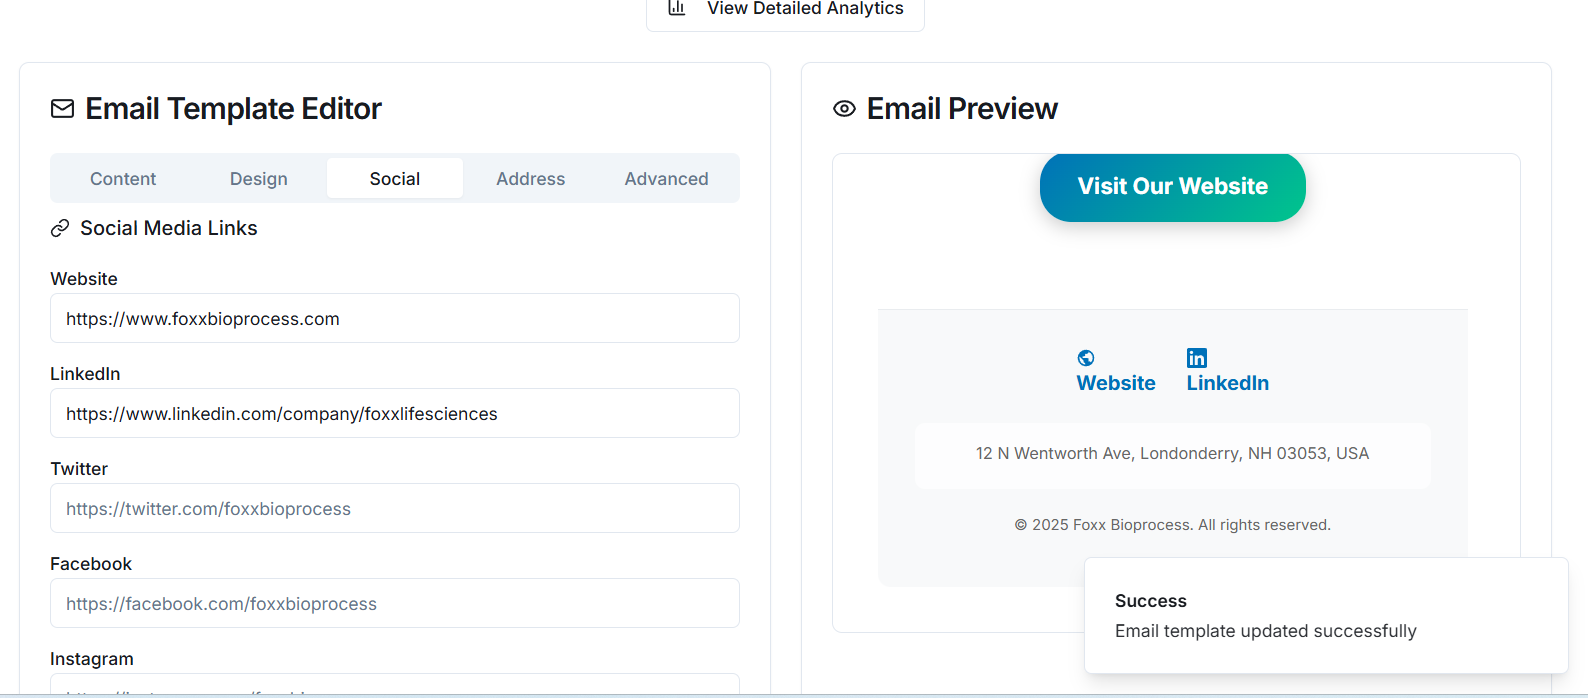 View Detailed Analytics
Email Template Editor
Content Design Social Address Advanced
Social Media Links
Website
https://www.foxxbioprocess.com
LinkedIn
https://www.linkedin.com/company/foxxlifesciences
Twitter
https://twitter.com/foxxbioprocess
Facebook
https://facebook.com/foxxbioprocess
Instagram
Email Preview
Visit Our Website
Website LinkedIn
12 N Wentworth Ave, Londonderry, NH 03053, USA
© 2025 Foxx Bioprocess. All rights reserved.
Success
Email template updated successfully